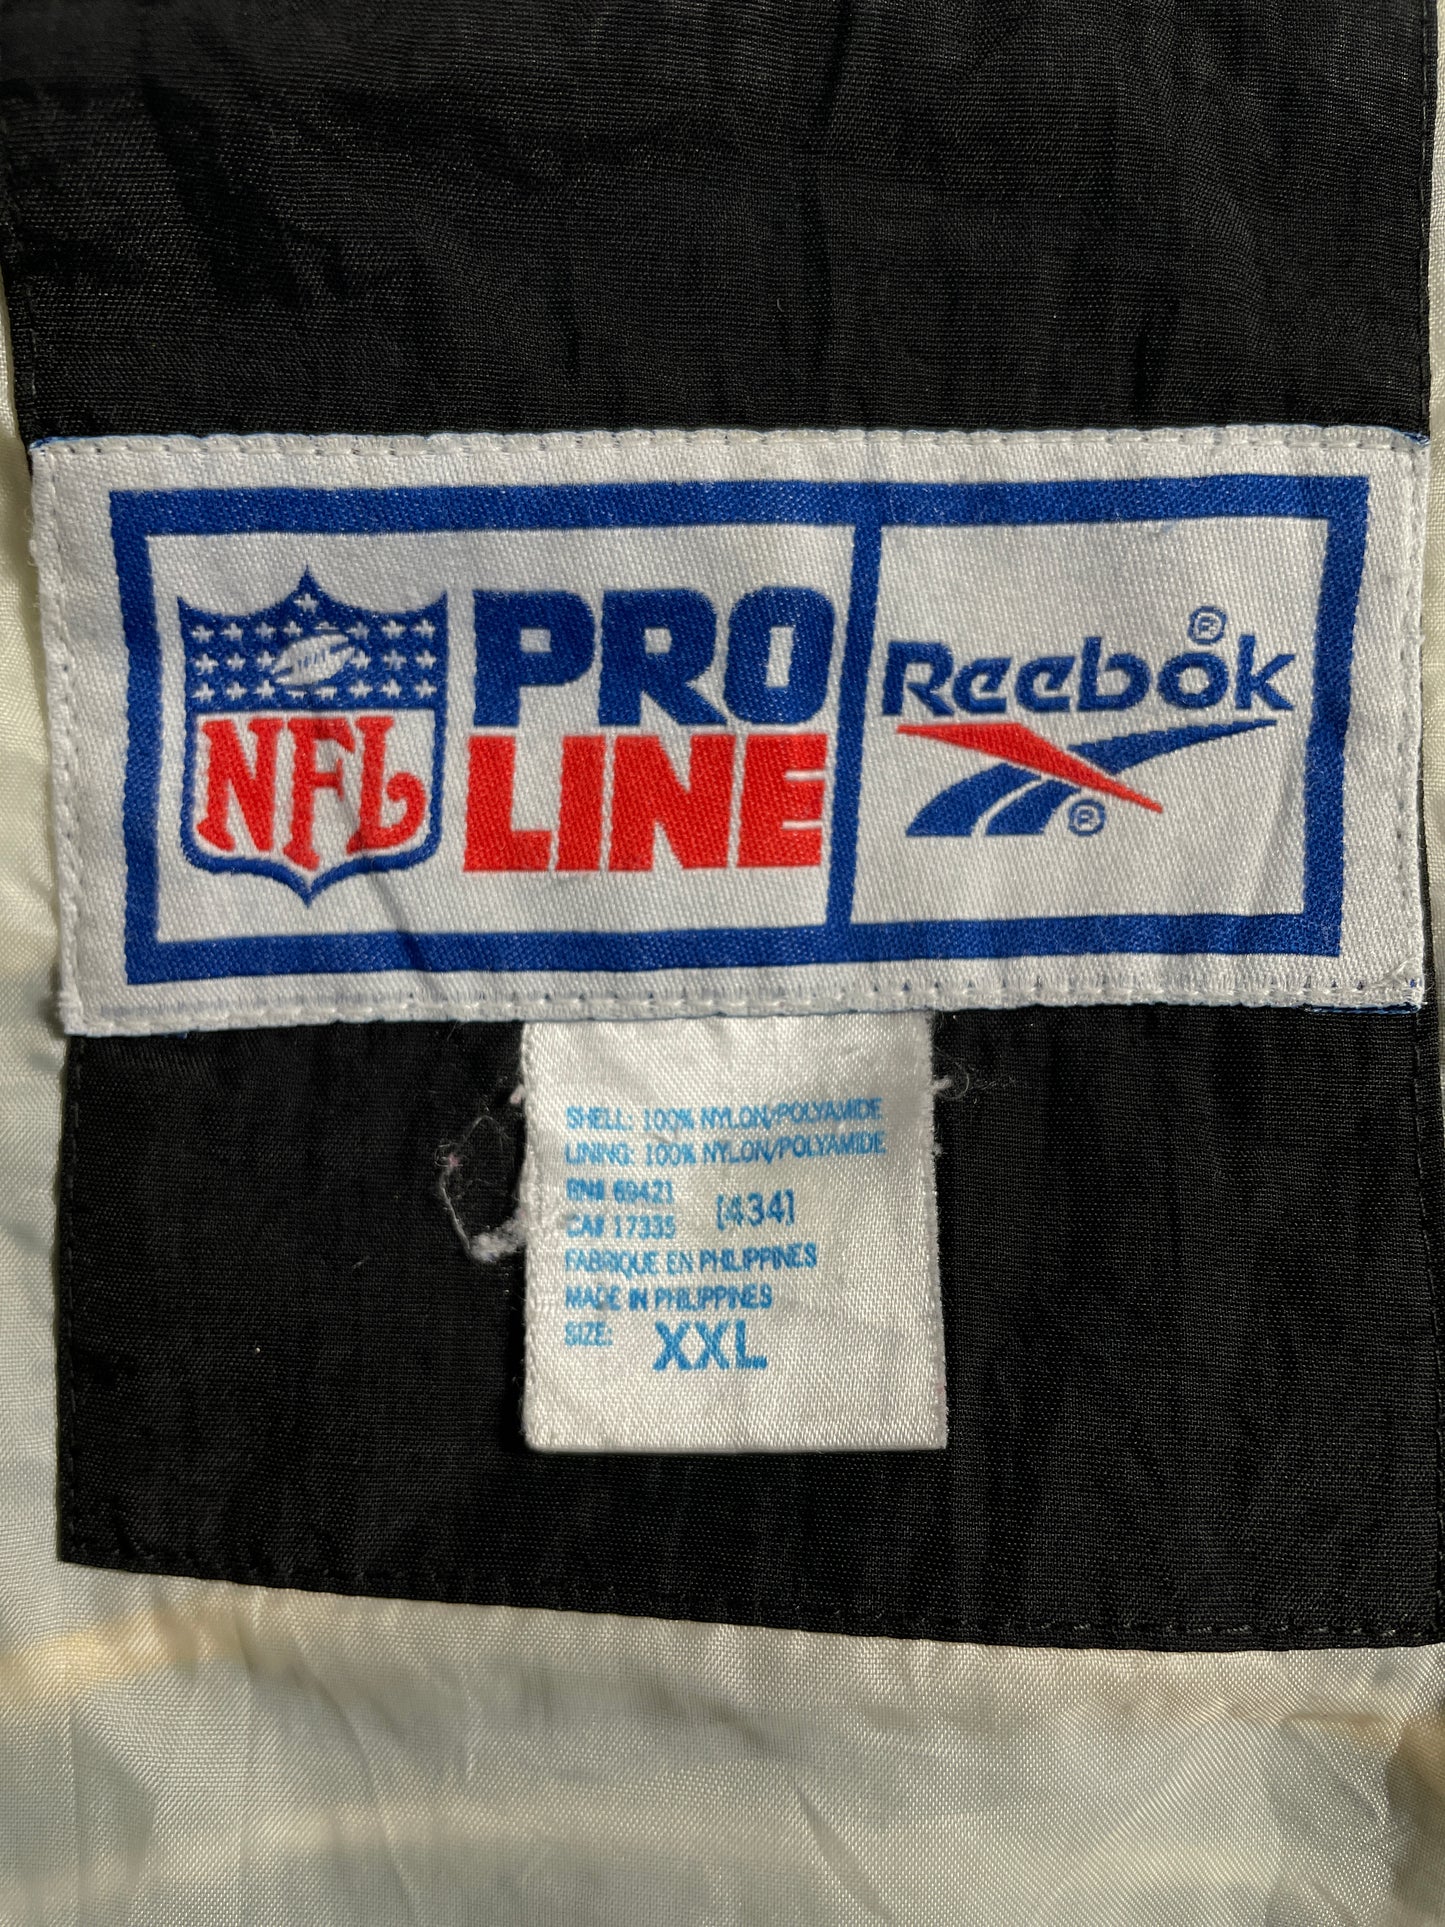 NFL
PRO
LINE
Reebok®
®
SHELL: 100% NYLON/POLYAMIDE
LINING: 100% NYLON/POLYAMIDE
RN# 69421
CA# 17335 [434]
FABRIQUE EN PHILIPPINES
MADE IN PHILIPPINES
SIZE: XXL